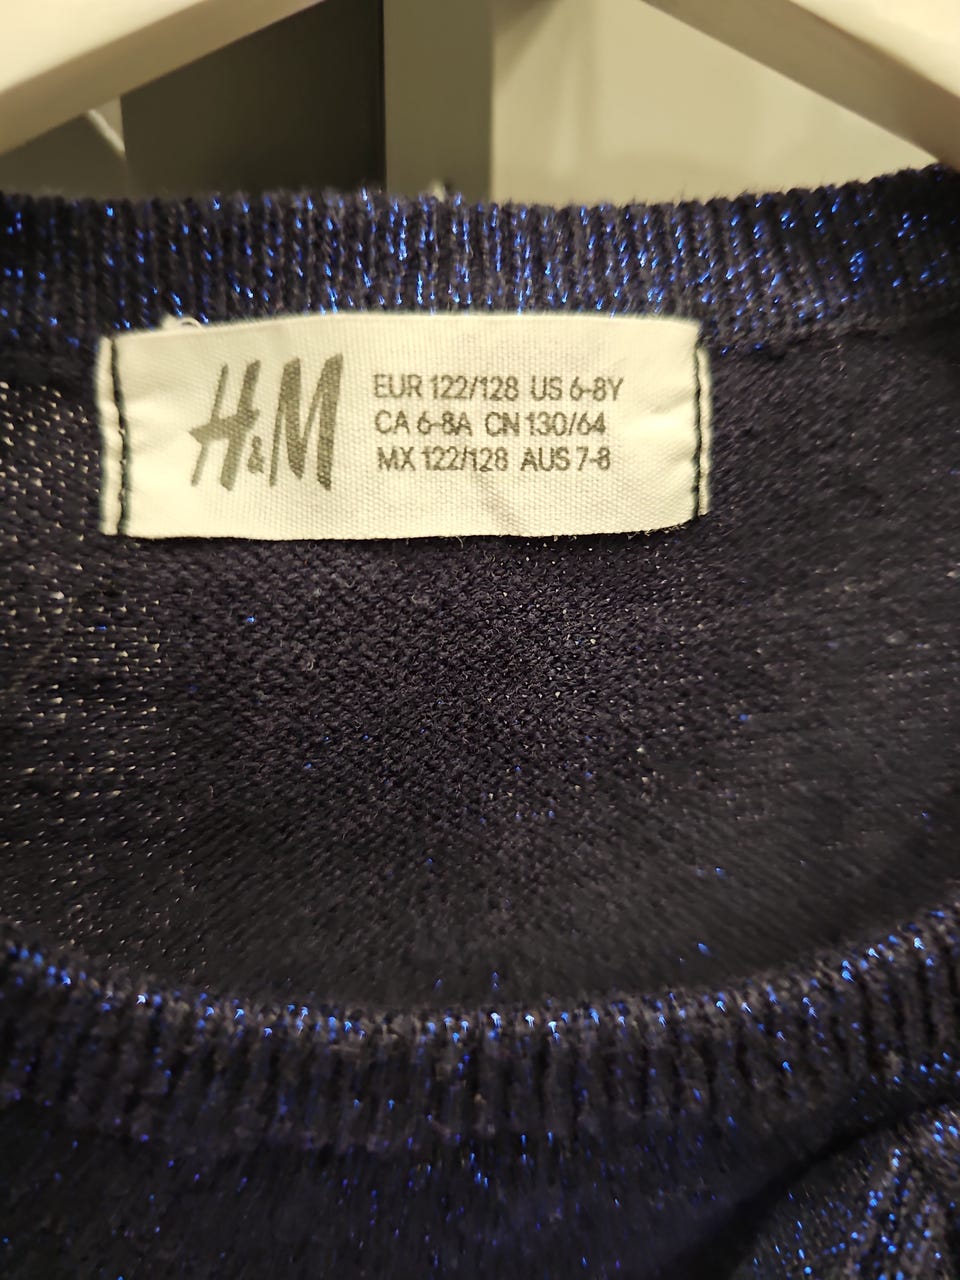 H&M
EUR 122/128 US 6-8Y
CA 6-8A CN 130/64
MX 122/128 AUS 7-8